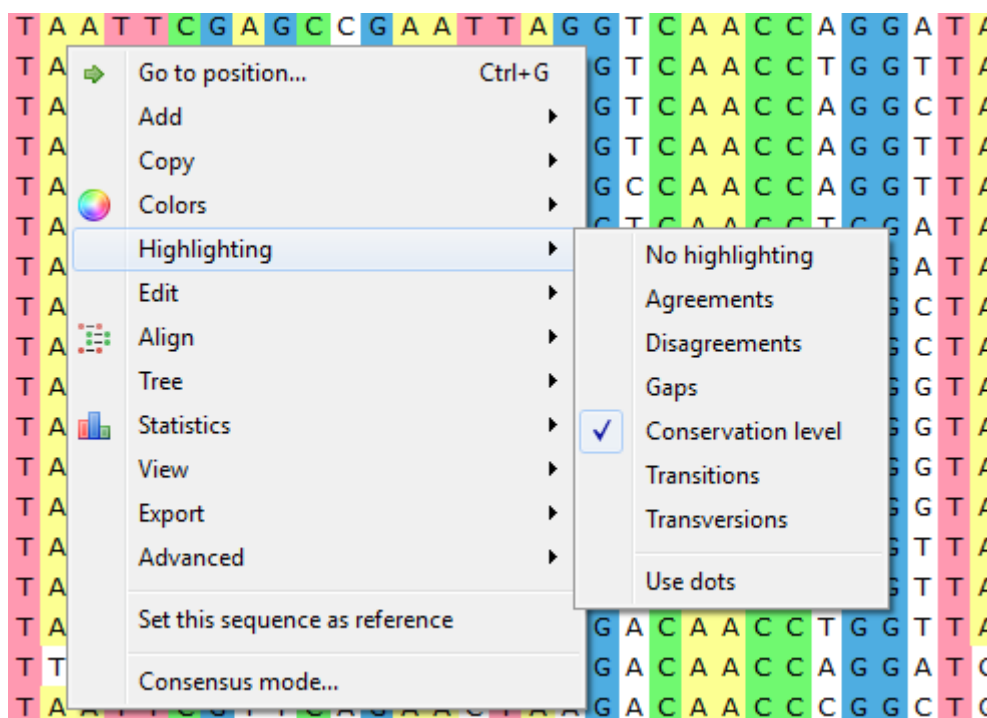 T A A T T C G A G C C G A A T T A G G T C A A C C A G G A T A
T A Go to position... Ctrl+G G T C A A C C T G G T T A
T A Add G T C A A C C A G G C T A
T A Copy G T C A A C C A G G T T A
T A Colors G C C A A C C A G G T T A
T A G A T A
Highlighting
No highlighting
T A G A T A
T A Edit Agreements G C T A
T A Align Disagreements G C T A
T A Tree Gaps G G T A
T A Statistics Conservation level G G T A
T A View Transitions G G T A
T A Export Transversions G G T A
T A Advanced G T T A
T A Use dots G T T A
T A Set this sequence as reference G A C A A C C T G G T T A
T T G A C A A C C A G G A T C
Consensus mode...
T A G A C A A C C C G G C T C